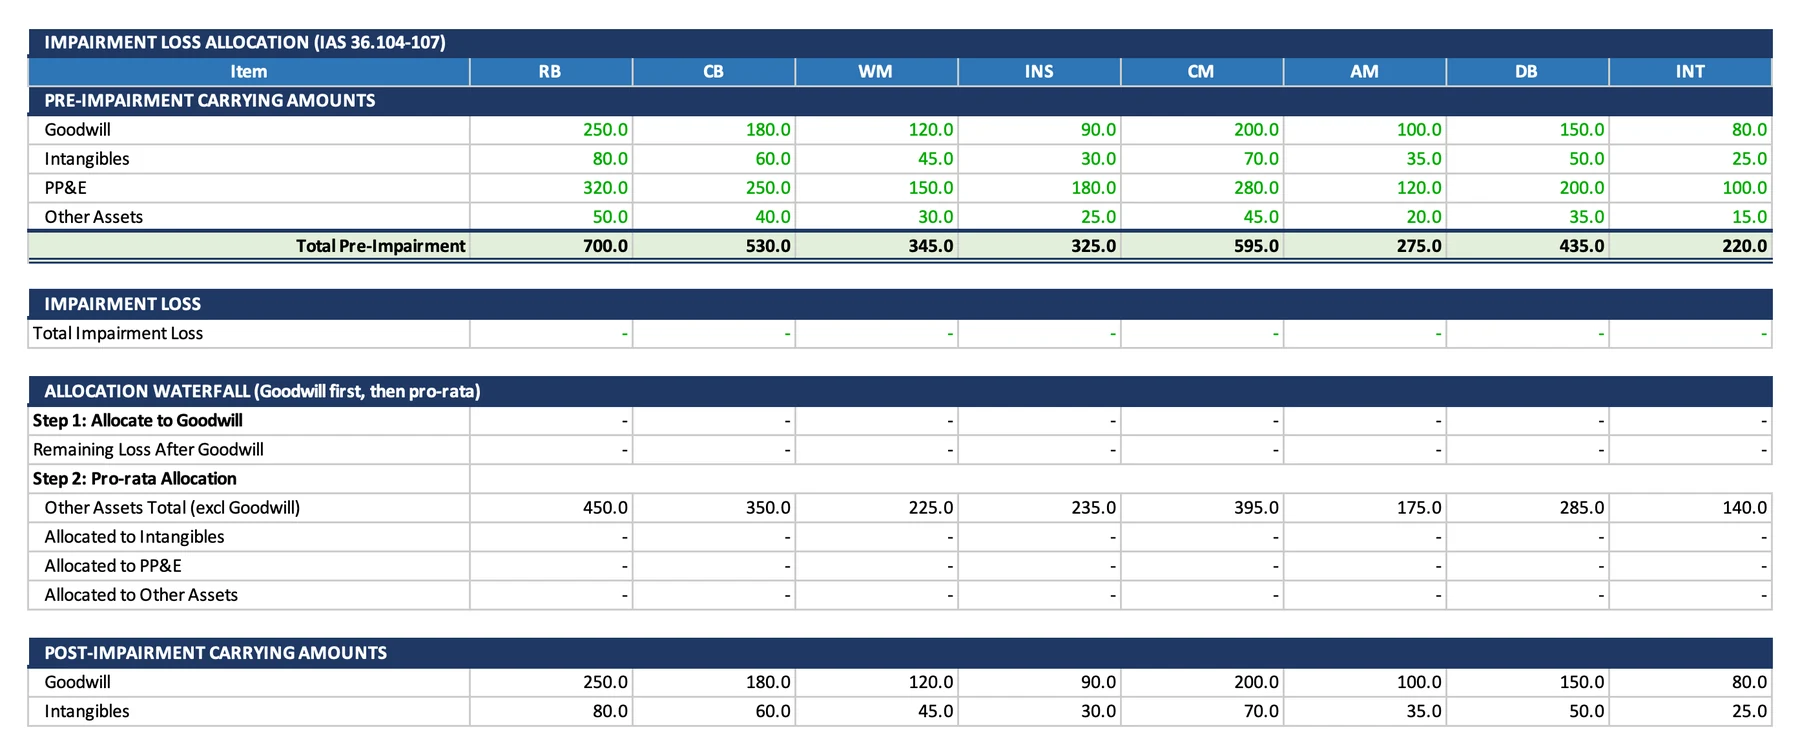 IMPAIRMENT LOSS ALLOCATION (IAS 36.104-107)
Item RB CB WM INS CM AM DB INT
PRE-IMPAIRMENT CARRYING AMOUNTS
Goodwill 250.0 180.0 120.0 90.0 200.0 100.0 150.0 80.0
Intangibles 80.0 60.0 45.0 30.0 70.0 35.0 50.0 25.0
PP&E 320.0 250.0 150.0 180.0 280.0 120.0 200.0 100.0
Other Assets 50.0 40.0 30.0 25.0 45.0 20.0 35.0 15.0
Total Pre-Impairment 700.0 530.0 345.0 325.0 595.0 275.0 435.0 220.0
IMPAIRMENT LOSS
Total Impairment Loss - - - - - - - -
ALLOCATION WATERFALL (Goodwill first, then pro-rata)
Step 1: Allocate to Goodwill - - - - - - - -
Remaining Loss After Goodwill - - - - - - - -
Step 2: Pro-rata Allocation
Other Assets Total (excl Goodwill) 450.0 350.0 225.0 235.0 395.0 175.0 285.0 140.0
Allocated to Intangibles - - - - - - - -
Allocated to PP&E - - - - - - - -
Allocated to Other Assets - - - - - - - -
POST-IMPAIRMENT CARRYING AMOUNTS
Goodwill 250.0 180.0 120.0 90.0 200.0 100.0 150.0 80.0
Intangibles 80.0 60.0 45.0 30.0 70.0 35.0 50.0 25.0